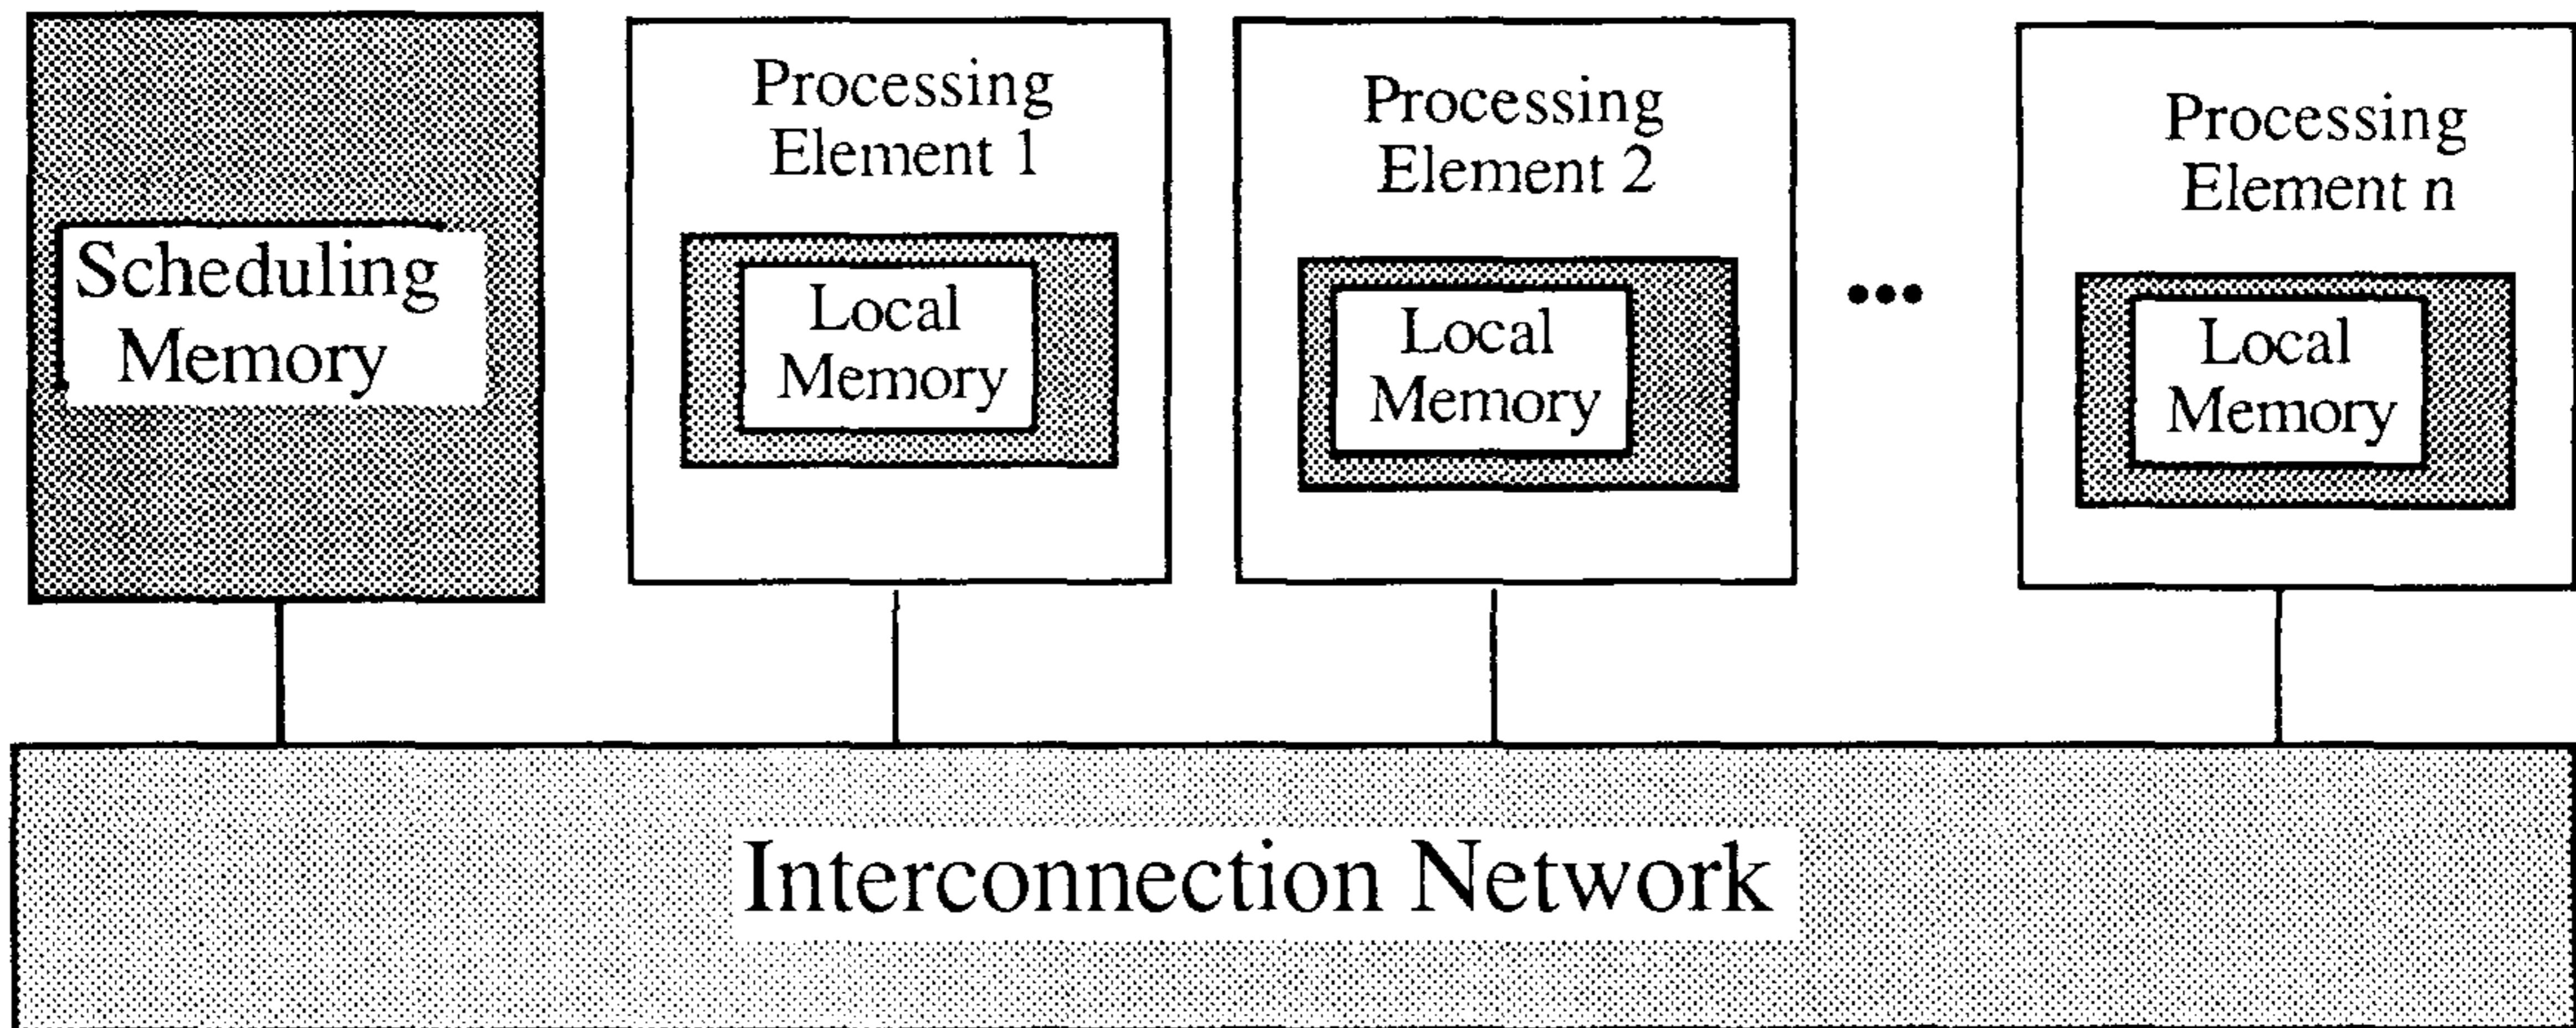 Scheduling
Memory
Processing
Element 1
Local
Memory
Processing
Element 2
Local
Memory
•••
Processing
Element n
Local
Memory
Interconnection Network